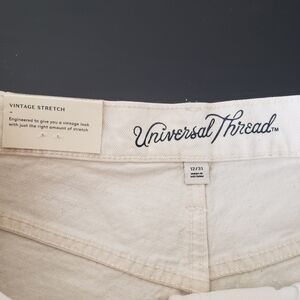 VINTAGE STRETCH
Engineered to give you a vintage look
with just the right amount of stretch
Universal Thread™
12/31